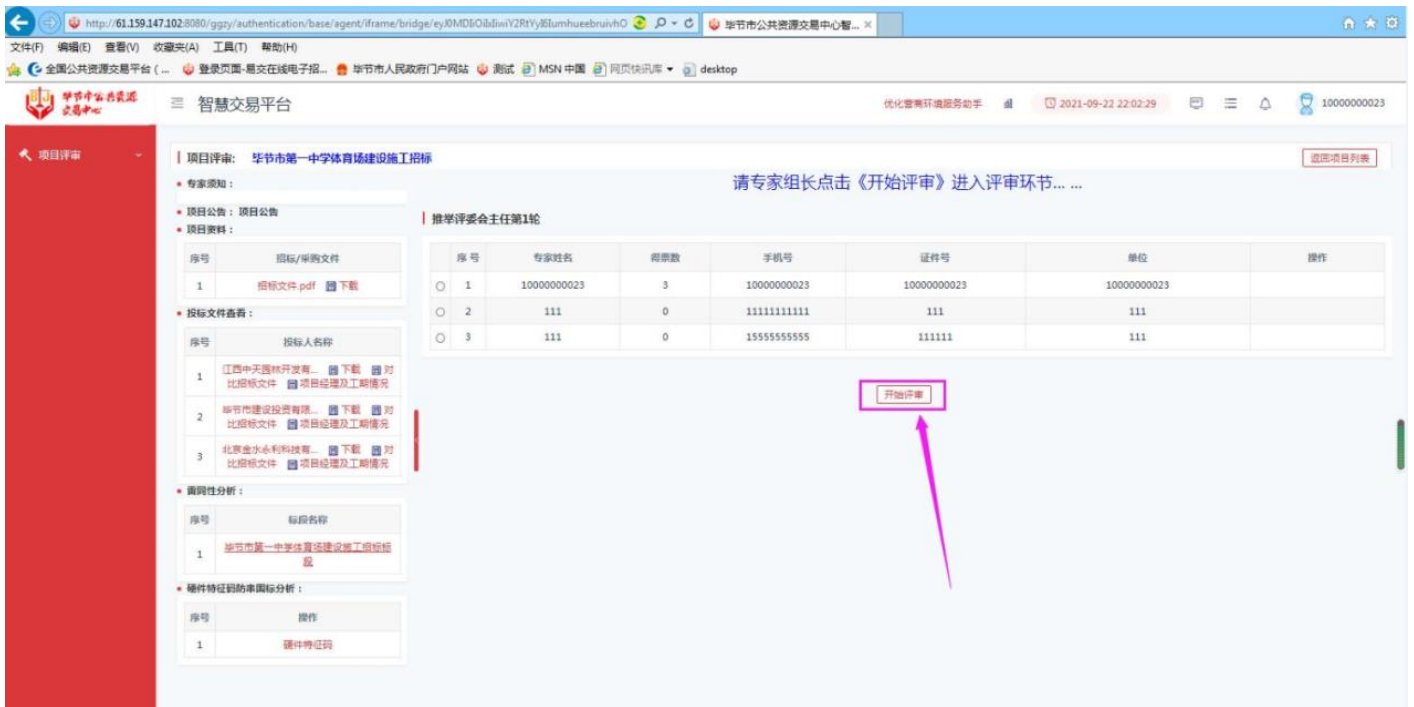 http://61.159.147.102:8080/ggzy/authentication/base/agent/iframe/bridge/
毕节市公共资源交易中心智... ×
文件(F) 编辑(E) 查看(V) 收藏夹(A) 工具(T) 帮助(H)
全国公共资源交易平台 (... 登录页面-易交在线电子招... 毕节市人民政府门户网站 测试 MSN 中国 网页快讯库 desktop
毕节市公共资源
交易中心
智慧交易平台
优化营商环境服务助手
2021-09-22 22:02:29
10000000023
项目评审
项目评审: 毕节市第一中学体育场建设施工招标
返回项目列表
专家须知：
请专家组长点击《开始评审》进入评审环节... ...
项目公告：项目公告
项目资料：
序号 招标/采购文件
1 招标文件.pdf 下载
投标文件查看：
序号 投标人名称
1 江西中天园林开发有... 下载 对
比招标文件 项目经理及工期情况
2 毕节市建设投资有限... 下载 对
比招标文件 项目经理及工期情况
3 北京金水永利科技有... 下载 对
比招标文件 项目经理及工期情况
雷同性分析：
序号 标段名称
1 毕节市第一中学体育场建设施工招标标
段
硬件特征码防串围标分析：
序号 操作
1 硬件特征码
推举评委会主任第1轮
序号 专家姓名 得票数 手机号 证件号 单位 操作
1 10000000023 3 10000000023 10000000023 10000000023
2 111 0 11111111111 111 111
3 111 0 15555555555 111111 111
开始评审